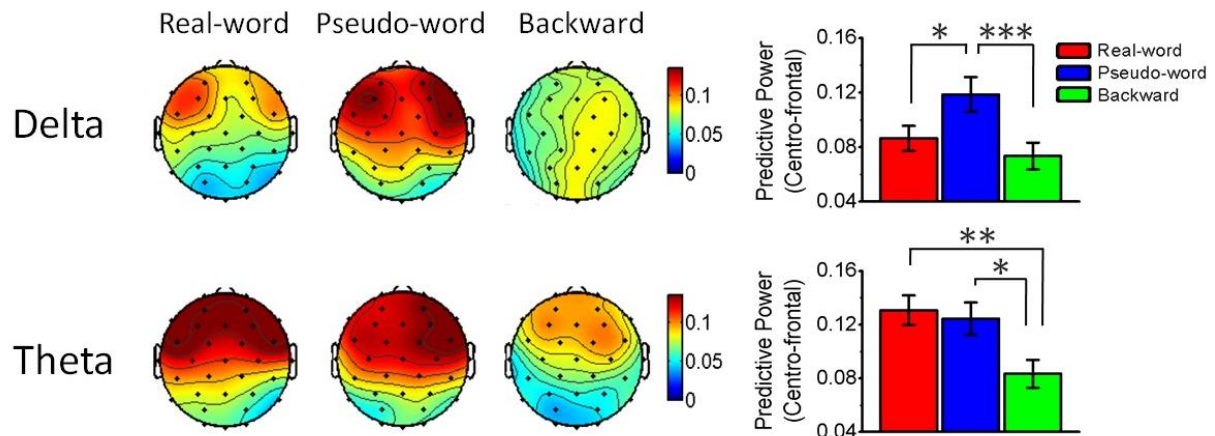 Real-word Pseudo-word Backward
Delta
0.1
0.05
0
Predictive Power
(Centro-frontal)
0.16
0.12
0.08
0.04
* ***
Real-word
Pseudo-word
Backward
Theta
0.1
0.05
0
Predictive Power
(Centro-frontal)
0.16
0.12
0.08
0.04
**
*